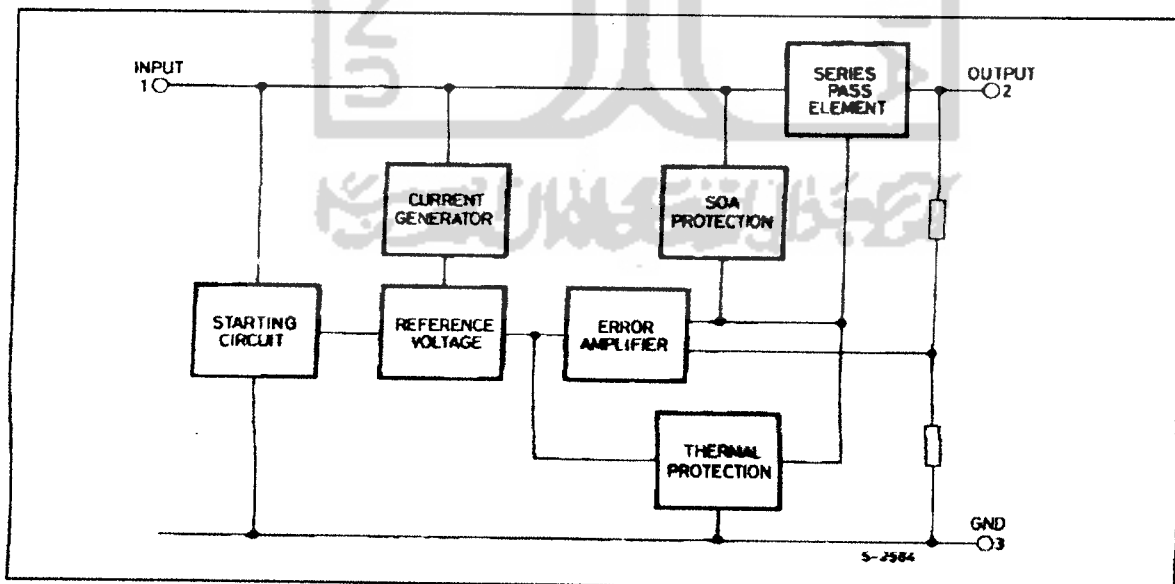 INPUT
1
SERIES
PASS
ELEMENT
OUTPUT
2
CURRENT
GENERATOR
SOA
PROTECTION
STARTING
CIRCUIT
REFERENCE
VOLTAGE
ERROR
AMPLIFIER
THERMAL
PROTECTION
GND
3
S-2584